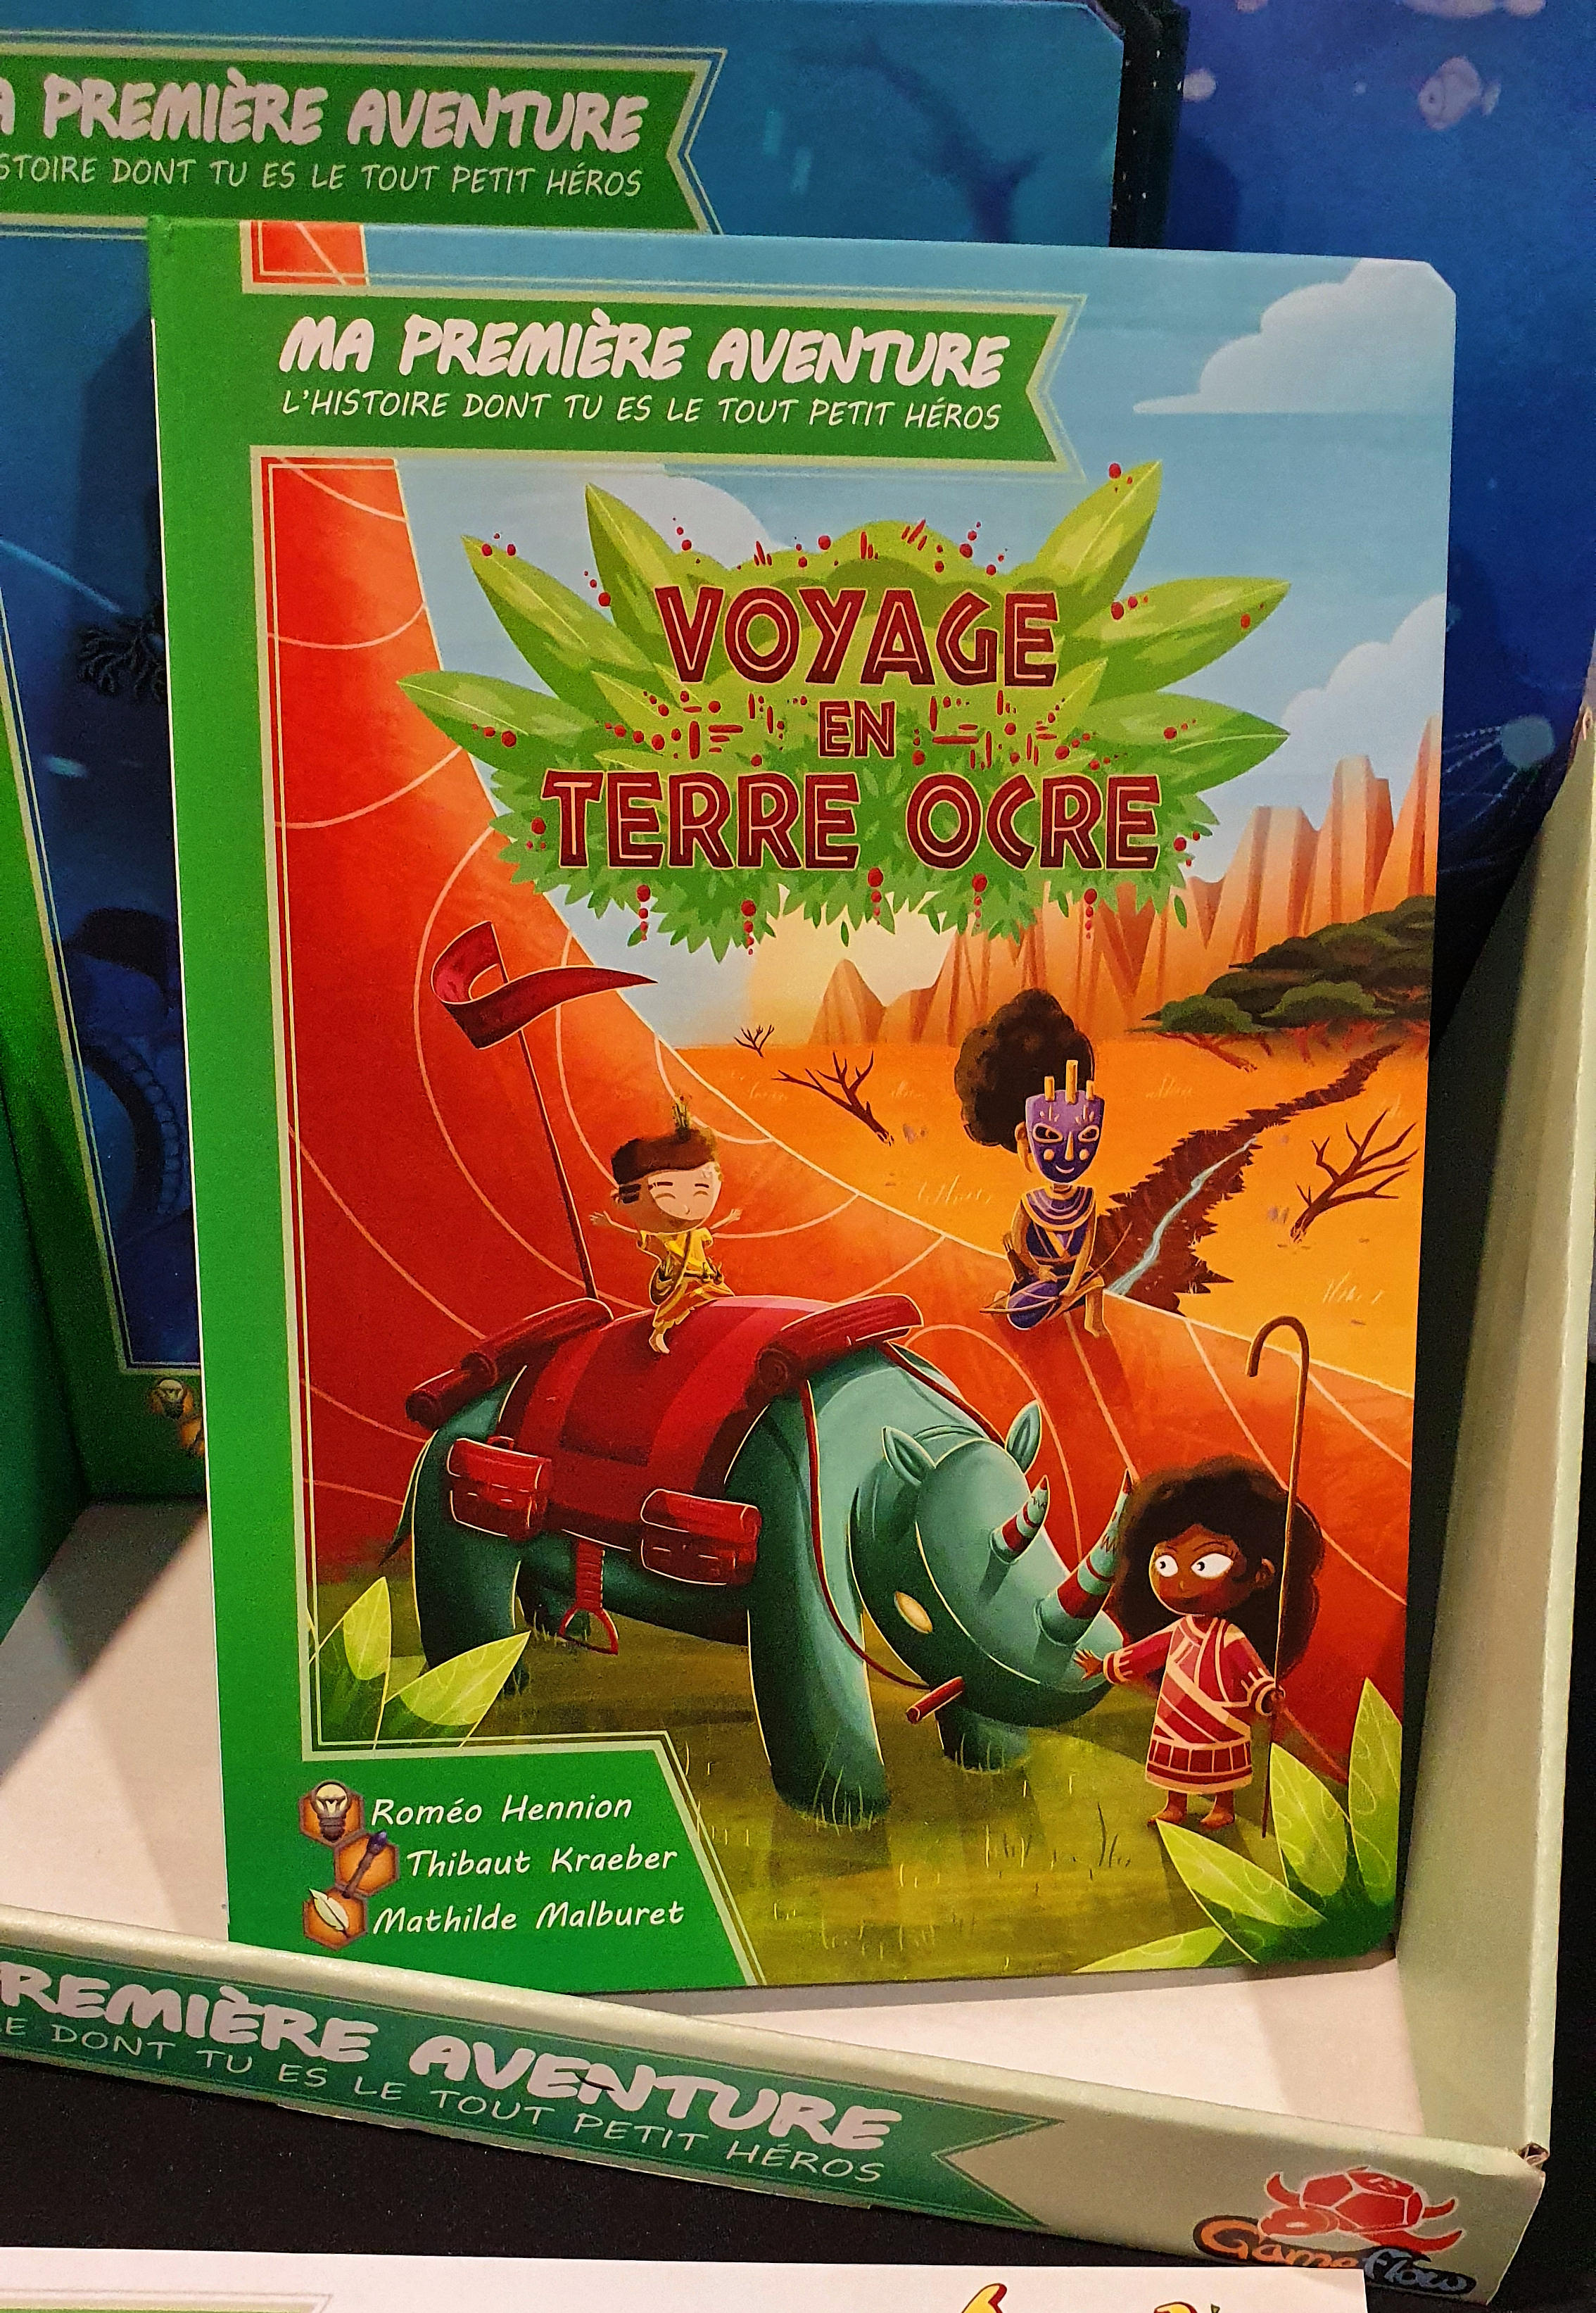 PREMIÈRE AVENTURE
DONT TU ES LE TOUT PETIT HÉROS
MA PREMIÈRE AVENTURE
L'HISTOIRE DONT TU ES LE TOUT PETIT HÉROS
VOYAGE
EN
TERRE OCRE
Roméo Hennion
Thibaut Kraeber
Mathilde Malburet
PREMIÈRE AVENTURE
DONT TU ES LE TOUT PETIT HÉROS
GameFlow